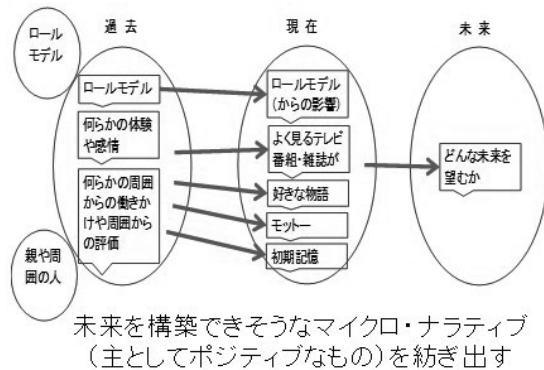 ロール
モデル
過去
現在
未来
ロールモデル
何らかの体験
や感情
何らかの周囲
からの働きか
けや周囲から
の評価
親や周
囲の人
ロールモデル
(からの影響)
よく見るテレビ
番組・雑誌が
好きな物語
モットー
初期記憶
どんな未来を
望むか
未来を構築できそうなマイクロ・ナラティブ
(主としてポジティブなもの)を紡ぎ出す